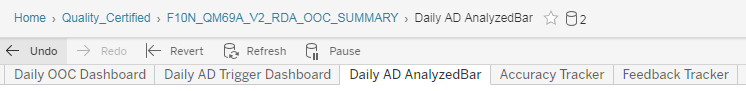 Home > Quality_Certified > F10N_QM69A_V2_RDA_OOC_SUMMARY > Daily AD AnalyzedBar 2
Undo Redo Revert Refresh Pause
Daily OOC Dashboard Daily AD Trigger Dashboard Daily AD AnalyzedBar Accuracy Tracker Feedback Tracker